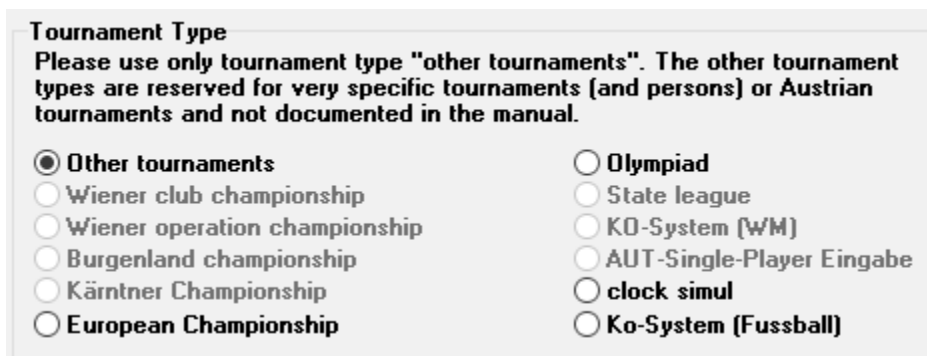 Tournament Type
Please use only tournament type "other tournaments". The other tournament
types are reserved for very specific tournaments (and persons) or Austrian
tournaments and not documented in the manual.
Other tournaments
Olympiad
Wiener club championship
State league
Wiener operation championship
KO-System (WM)
Burgenland championship
AUT-Single-Player Eingabe
Kärntner Championship
clock simul
European Championship
Ko-System (Fussball)